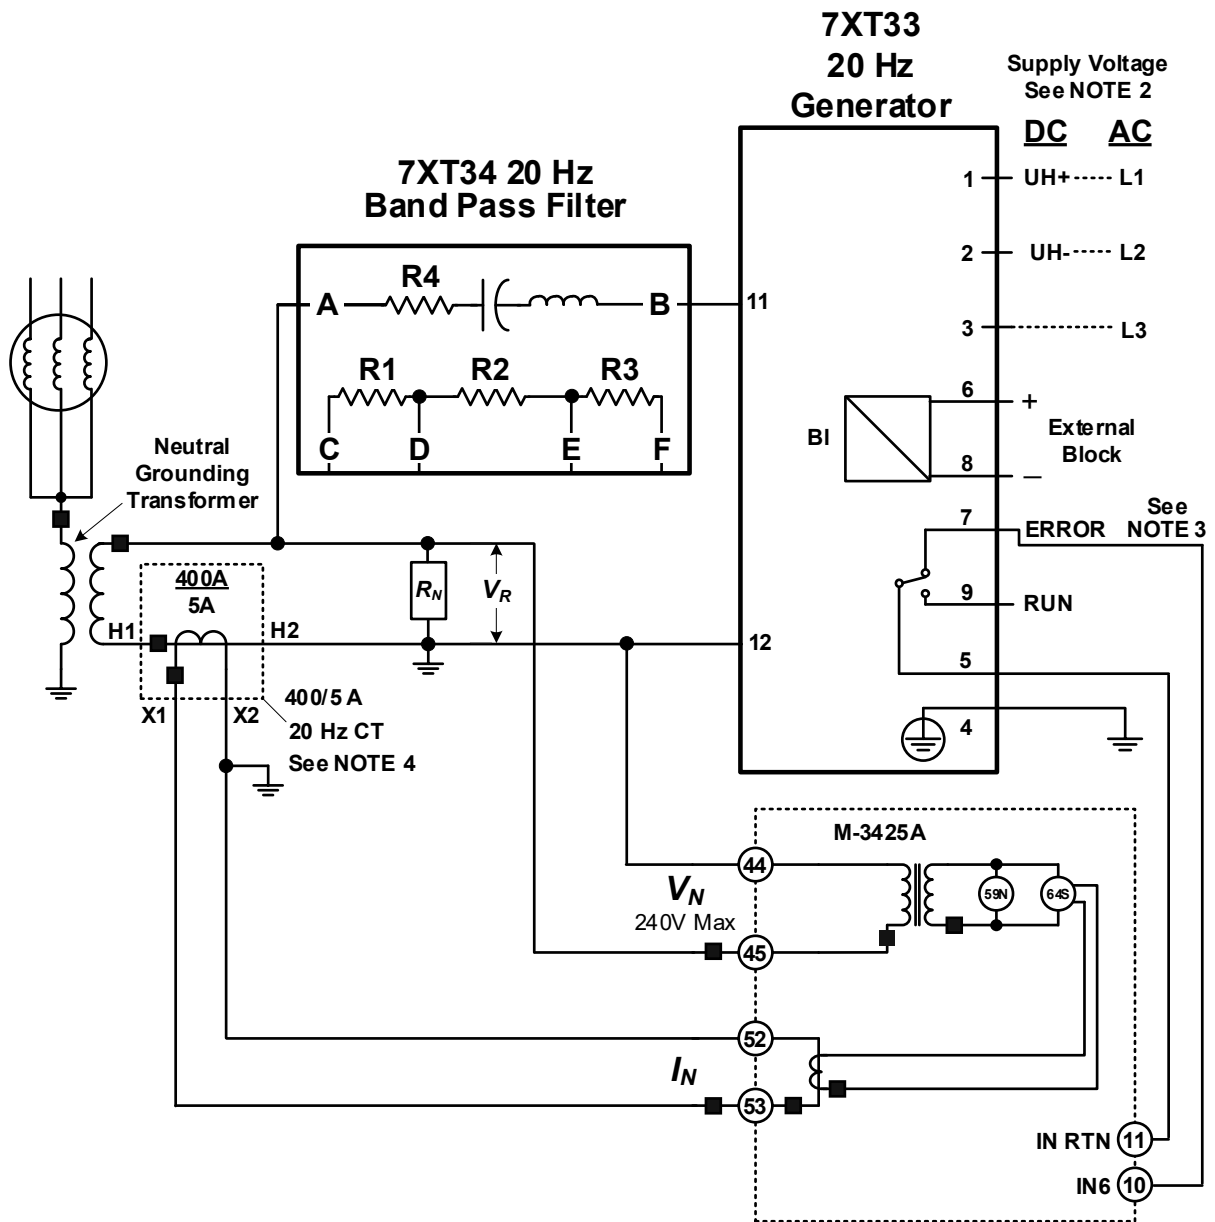 7XT33
20 Hz
Generator
Supply Voltage
See NOTE 2
DC AC
7XT34 20 Hz
Band Pass Filter
1 UH+ L1
2 UH- L2
3 L3
A R4 B
11
R1 R2 R3
C D E F
6 +
BI
External
Block
8 –
Neutral
Grounding
Transformer
7 ERROR
See
NOTE 3
9 RUN
400A
5A
RN
VR
H1 H2
12
5
4
X1 X2
400/5 A
20 Hz CT
See NOTE 4
M-3425A
44
VN
240V Max
59N
64S
45
52
IN
53
IN RTN 11
IN6 10